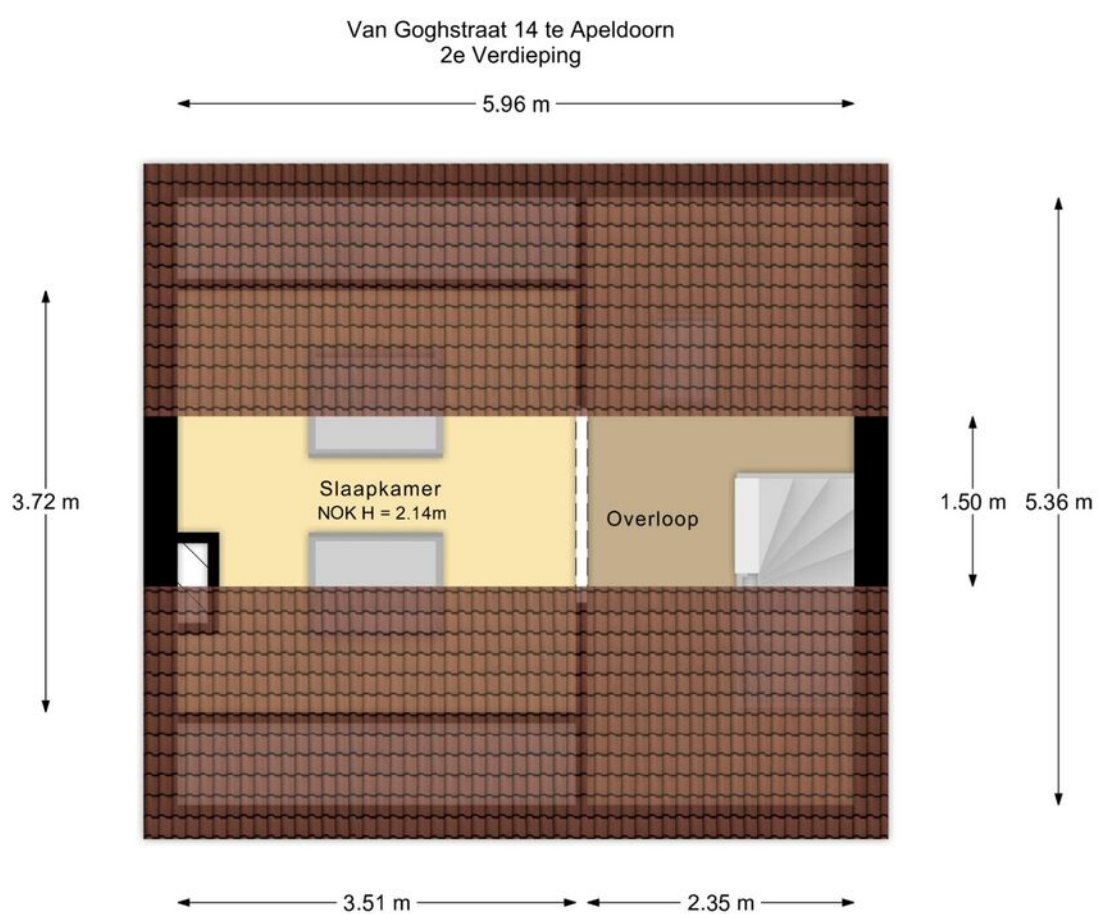 Van Goghstraat 14 te Apeldoorn
2e Verdieping
5.96 m
3.72 m
Slaapkamer
NOK H = 2.14m
Overloop
1.50 m
5.36 m
3.51 m
2.35 m